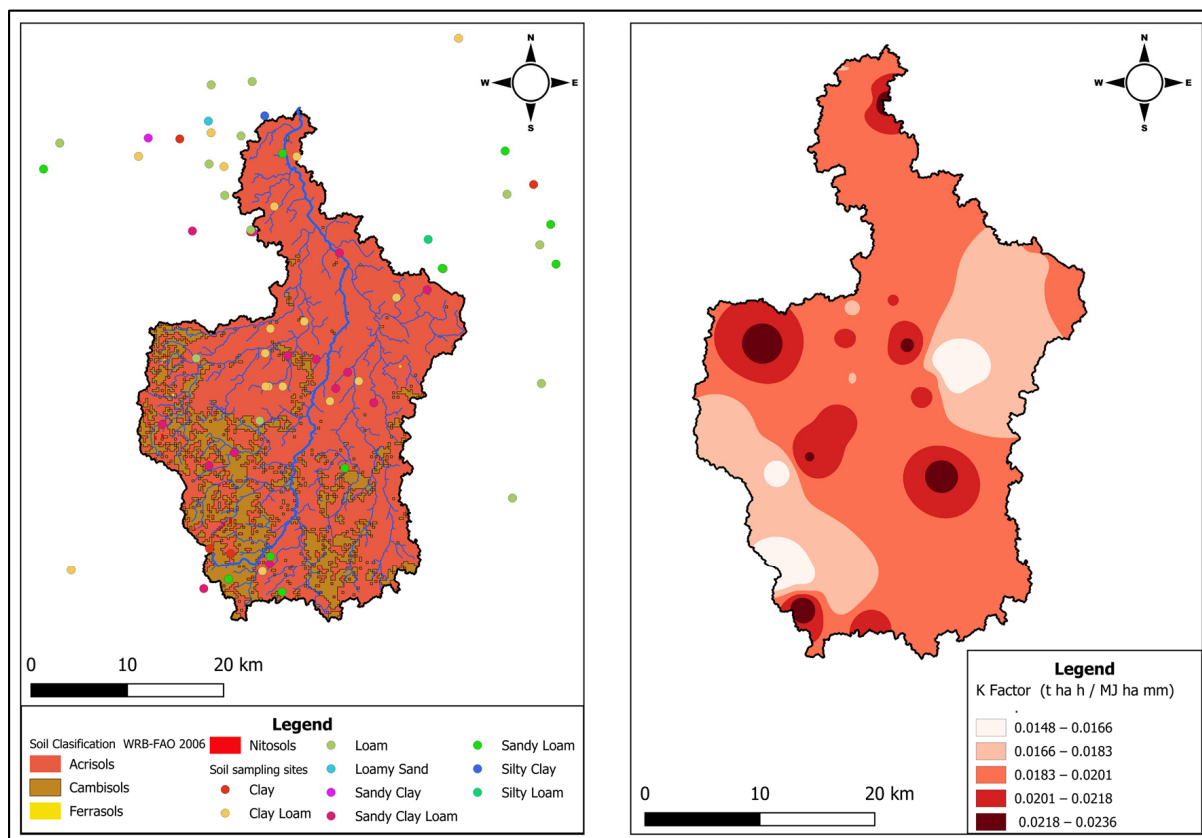 N
W E
S
0 10 20 km
Legend
Soil Clasification WRB-FAO 2006
Acrisols
Cambisols
Ferrasols
Nitosols
Soil sampling sites
Clay
Clay Loam
Loam
Loamy Sand
Sandy Clay
Sandy Clay Loam
Sandy Loam
Silty Clay
Silty Loam
N
W E
S
0 10 20 km
Legend
K Factor (t ha h / MJ ha mm)
.
0.0148 – 0.0166
0.0166 – 0.0183
0.0183 – 0.0201
0.0201 – 0.0218
0.0218 – 0.0236